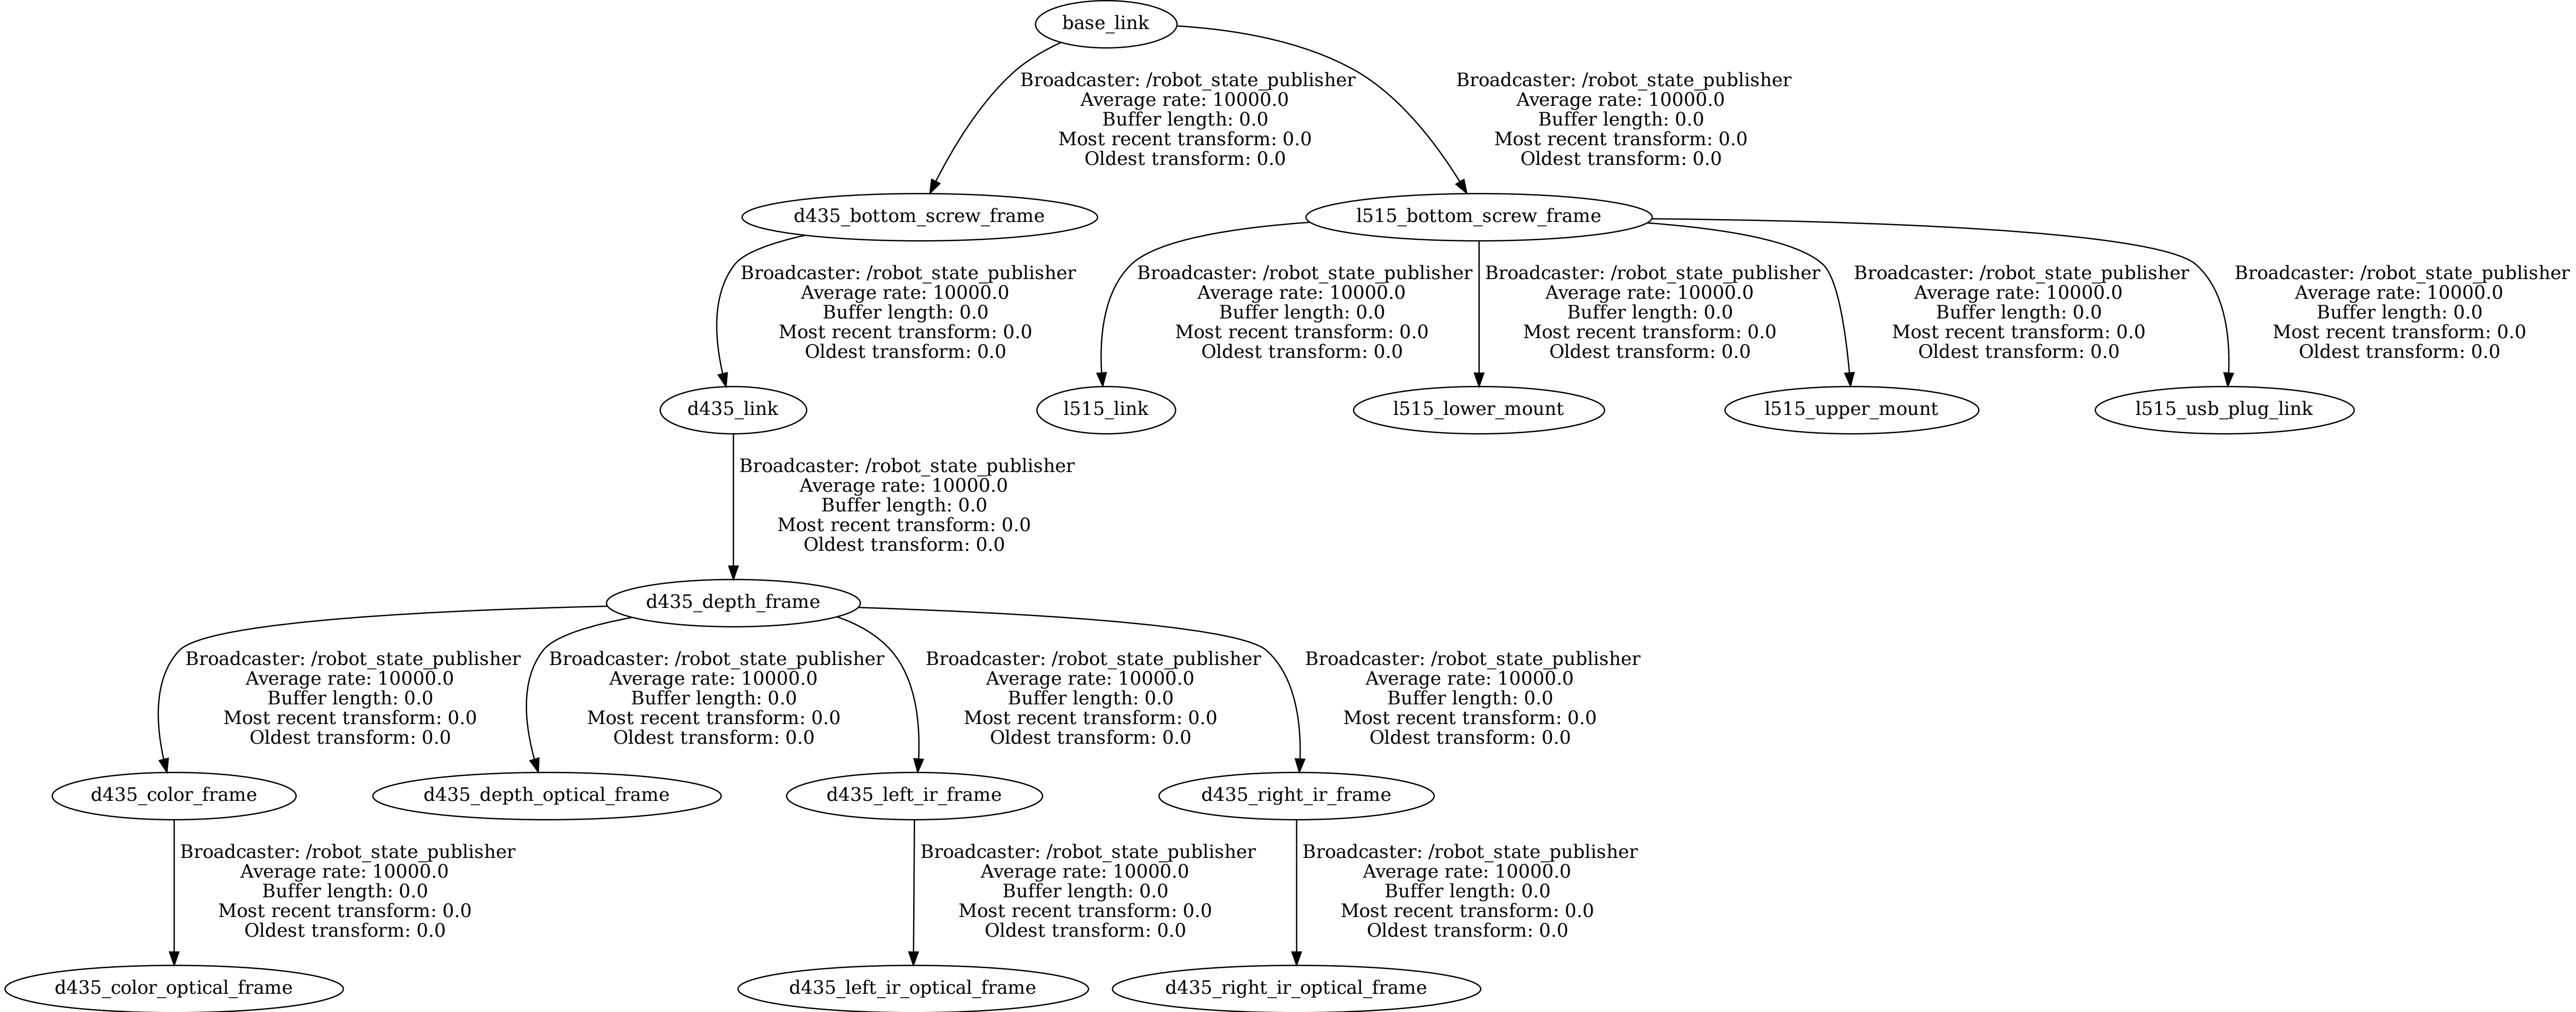 base_link
Broadcaster: /robot_state_publisher
Average rate: 10000.0
Buffer length: 0.0
Most recent transform: 0.0
Oldest transform: 0.0
Broadcaster: /robot_state_publisher
Average rate: 10000.0
Buffer length: 0.0
Most recent transform: 0.0
Oldest transform: 0.0
d435_bottom_screw_frame
l515_bottom_screw_frame
Broadcaster: /robot_state_publisher
Average rate: 10000.0
Buffer length: 0.0
Most recent transform: 0.0
Oldest transform: 0.0
Broadcaster: /robot_state_publisher
Average rate: 10000.0
Buffer length: 0.0
Most recent transform: 0.0
Oldest transform: 0.0
Broadcaster: /robot_state_publisher
Average rate: 10000.0
Buffer length: 0.0
Most recent transform: 0.0
Oldest transform: 0.0
Broadcaster: /robot_state_publisher
Average rate: 10000.0
Buffer length: 0.0
Most recent transform: 0.0
Oldest transform: 0.0
Broadcaster: /robot_state_publisher
Average rate: 10000.0
Buffer length: 0.0
Most recent transform: 0.0
Oldest transform: 0.0
d435_link
l515_link
l515_lower_mount
l515_upper_mount
l515_usb_plug_link
Broadcaster: /robot_state_publisher
Average rate: 10000.0
Buffer length: 0.0
Most recent transform: 0.0
Oldest transform: 0.0
d435_depth_frame
Broadcaster: /robot_state_publisher
Average rate: 10000.0
Buffer length: 0.0
Most recent transform: 0.0
Oldest transform: 0.0
Broadcaster: /robot_state_publisher
Average rate: 10000.0
Buffer length: 0.0
Most recent transform: 0.0
Oldest transform: 0.0
Broadcaster: /robot_state_publisher
Average rate: 10000.0
Buffer length: 0.0
Most recent transform: 0.0
Oldest transform: 0.0
Broadcaster: /robot_state_publisher
Average rate: 10000.0
Buffer length: 0.0
Most recent transform: 0.0
Oldest transform: 0.0
d435_color_frame
d435_depth_optical_frame
d435_left_ir_frame
d435_right_ir_frame
Broadcaster: /robot_state_publisher
Average rate: 10000.0
Buffer length: 0.0
Most recent transform: 0.0
Oldest transform: 0.0
Broadcaster: /robot_state_publisher
Average rate: 10000.0
Buffer length: 0.0
Most recent transform: 0.0
Oldest transform: 0.0
Broadcaster: /robot_state_publisher
Average rate: 10000.0
Buffer length: 0.0
Most recent transform: 0.0
Oldest transform: 0.0
d435_color_optical_frame
d435_left_ir_optical_frame
d435_right_ir_optical_frame